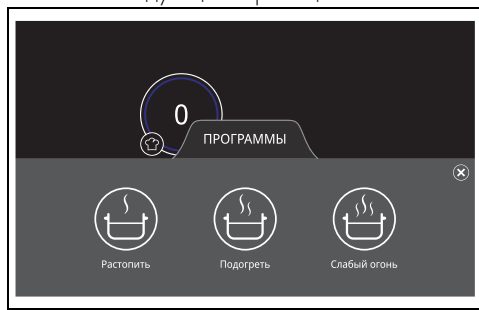 0
ПРОГРАММЫ
Растопить
Подогреть
Слабый огонь